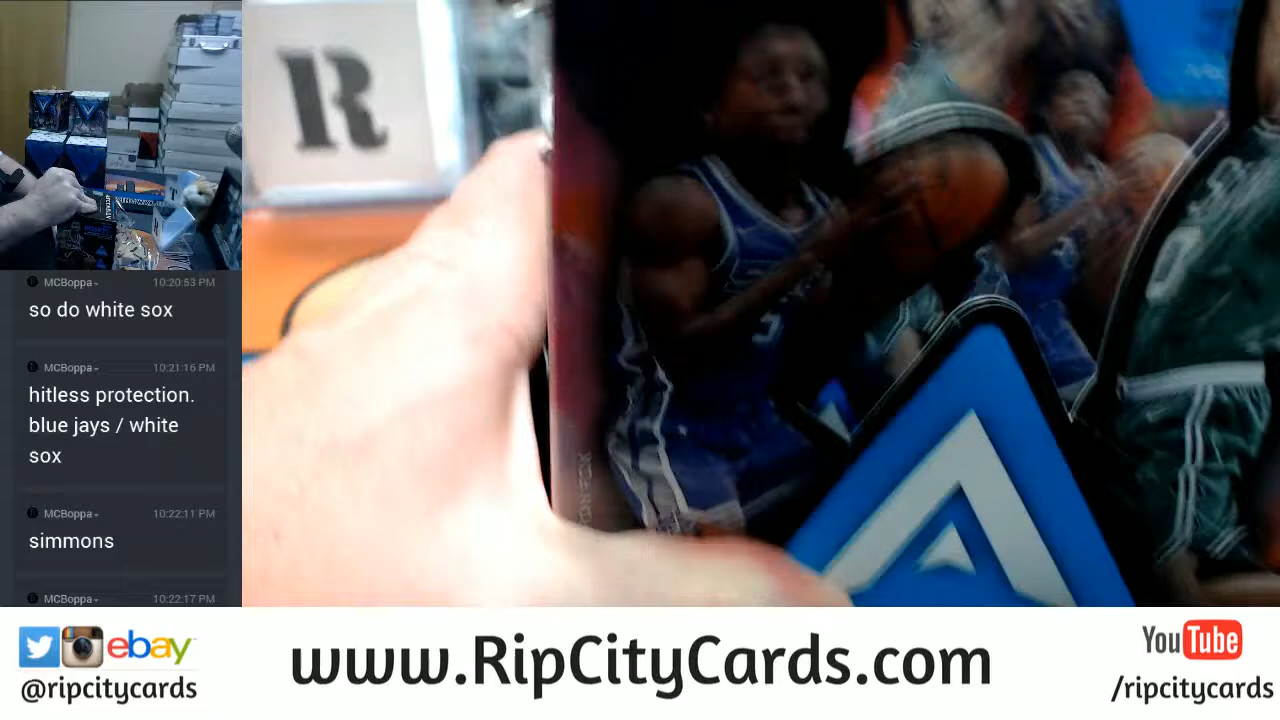 R
MCBoppa 10:20:53 PM
so do white sox
MCBoppa 10:21:16 PM
hitless protection.
blue jays / white
sox
MCBoppa 10:22:11 PM
simmons
MCBoppa 10:22:17 PM
ebay
@ripcitycards
www.RipCityCards.com
YouTube
/ripcitycards